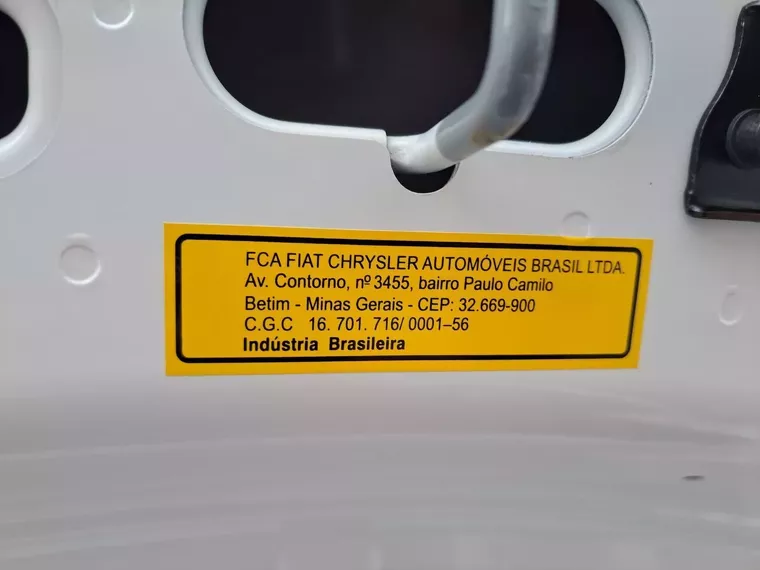 FCA FIAT CHRYSLER AUTOMÓVEIS BRASIL LTDA.
Av. Contorno, nº 3455, bairro Paulo Camilo
Betim - Minas Gerais - CEP: 32.669-900
C.G.C 16. 701. 716/ 0001-56
Indústria Brasileira